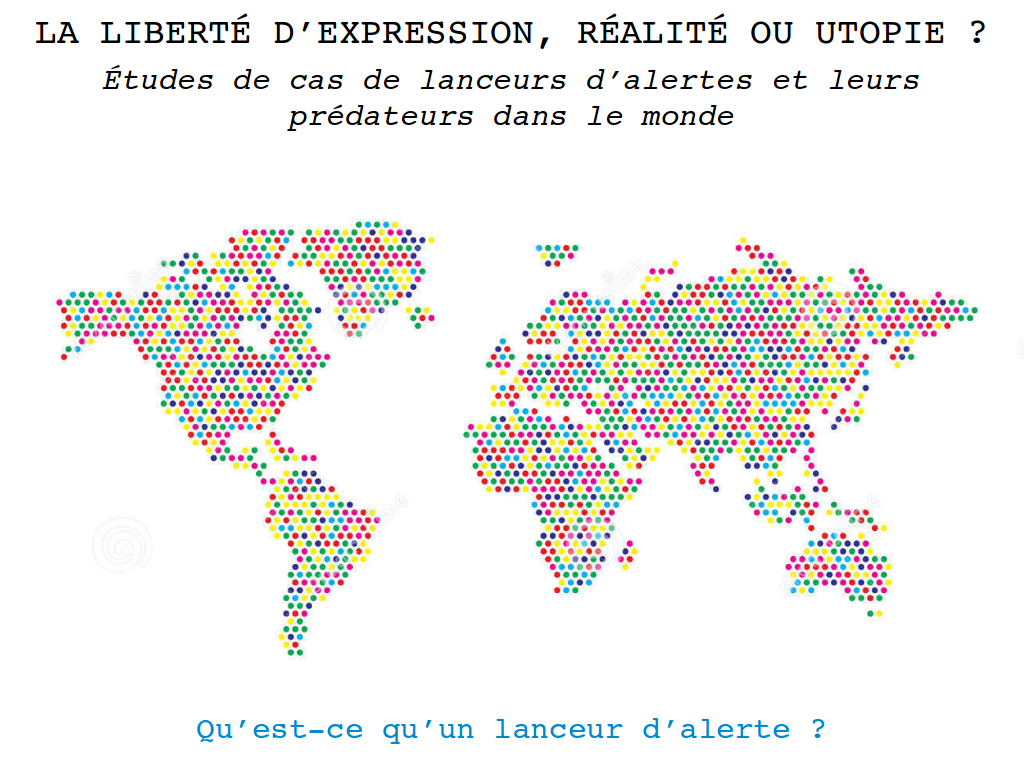 LA LIBERTÉ D’EXPRESSION, RÉALITÉ OU UTOPIE ?
Études de cas de lanceurs d’alertes et leurs
prédateurs dans le monde
Qu’est-ce qu’un lanceur d’alerte ?